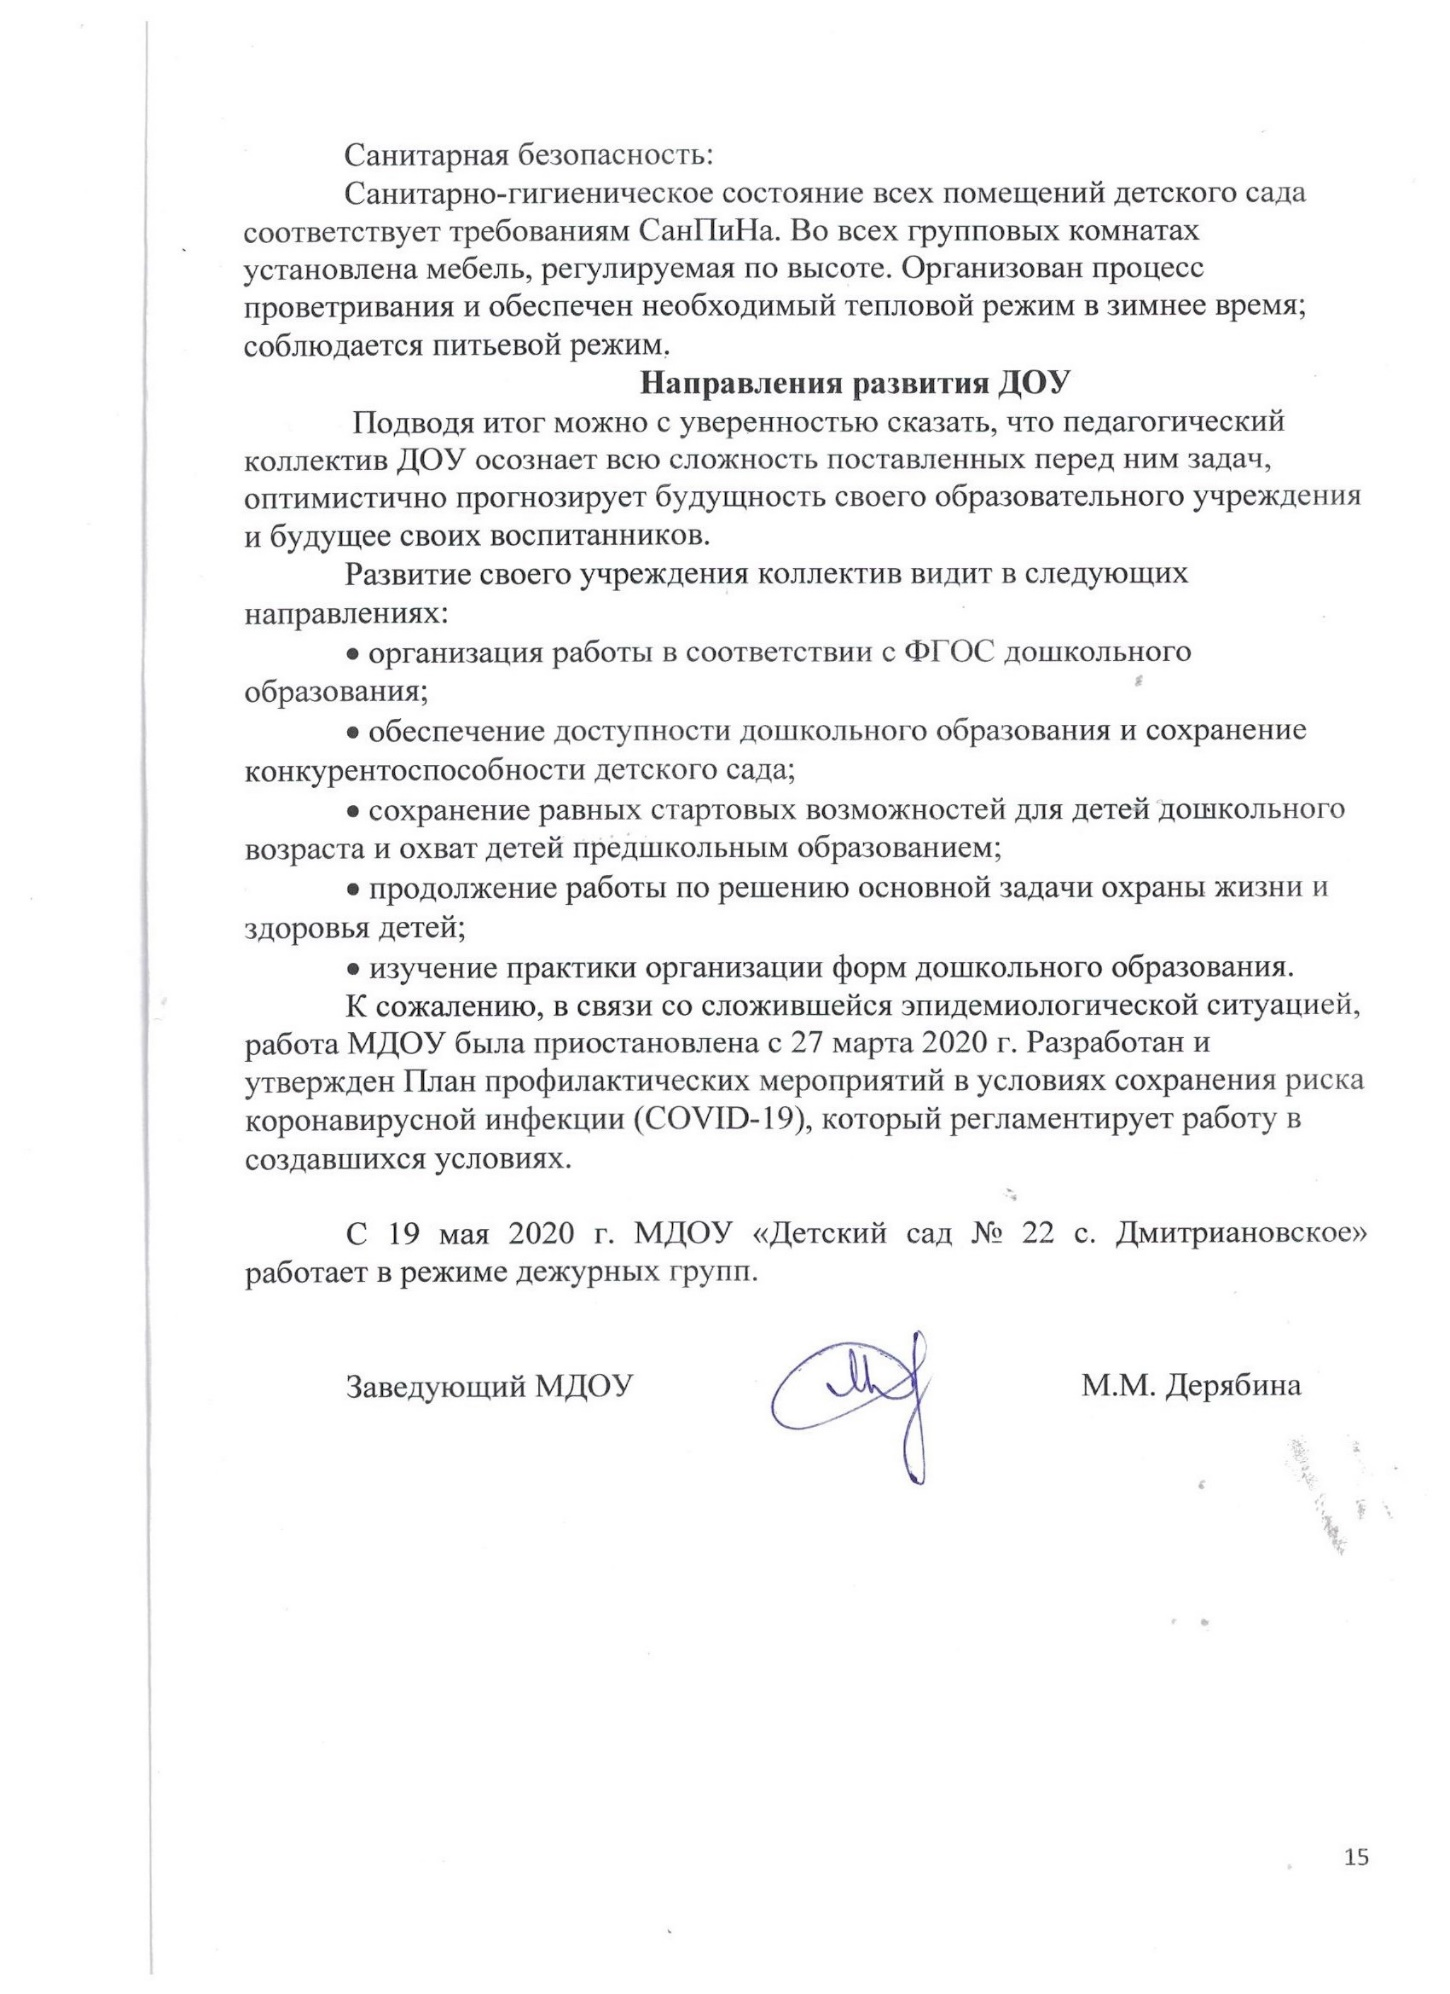 Санитарная безопасность:
Санитарно-гигиеническое состояние всех помещений детского сада
соответствует требованиям СанПиНа. Во всех групповых комнатах
установлена мебель, регулируемая по высоте. Организован процесс
проветривания и обеспечен необходимый тепловой режим в зимнее время;
соблюдается питьевой режим.
Направления развития ДОУ
Подводя итог можно с уверенностью сказать, что педагогический
коллектив ДОУ осознает всю сложность поставленных перед ним задач,
оптимистично прогнозирует будущность своего образовательного учреждения
и будущее своих воспитанников.
Развитие своего учреждения коллектив видит в следующих
направлениях:
• организация работы в соответствии с ФГОС дошкольного
образования;
• обеспечение доступности дошкольного образования и сохранение
конкурентоспособности детского сада;
• сохранение равных стартовых возможностей для детей дошкольного
возраста и охват детей предшкольным образованием;
• продолжение работы по решению основной задачи охраны жизни и
здоровья детей;
• изучение практики организации форм дошкольного образования.
К сожалению, в связи со сложившейся эпидемиологической ситуацией,
работа МДОУ была приостановлена с 27 марта 2020 г. Разработан и
утвержден План профилактических мероприятий в условиях сохранения риска
коронавирусной инфекции (COVID-19), который регламентирует работу в
создавшихся условиях.
С 19 мая 2020 г. МДОУ «Детский сад № 22 с. Дмитриановское»
работает в режиме дежурных групп.
Заведующий МДОУ М.М. Дерябина
15